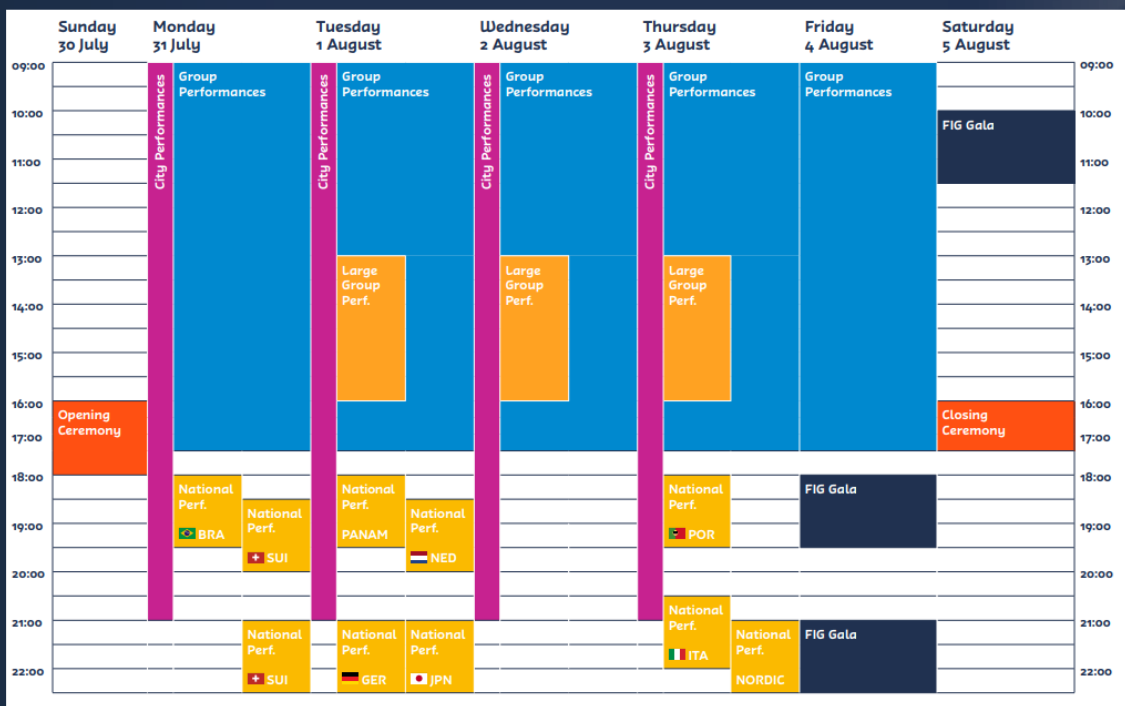 Sunday
30 July
Monday
31 July
Tuesday
1 August
Wednesday
2 August
Thursday
3 August
Friday
4 August
Saturday
5 August
09:00
10:00
11:00
12:00
13:00
14:00
15:00
16:00
17:00
18:00
19:00
20:00
21:00
22:00
Opening
Ceremony
City Performances
Group
Performances
National
Perf.
BRA
National
Perf.
SUI
National
Perf.
SUI
City Performances
Group
Performances
Large
Group
Perf.
National
Perf.
PANAM
National
Perf.
NED
National
Perf.
GER
National
Perf.
JPN
City Performances
Group
Performances
Large
Group
Perf.
City Performances
Group
Performances
Large
Group
Perf.
National
Perf.
POR
National
Perf.
ITA
National
Perf.
NORDIC
Group
Performances
FIG Gala
FIG Gala
FIG Gala
Closing
Ceremony
09:00
10:00
11:00
12:00
13:00
14:00
15:00
16:00
17:00
18:00
19:00
20:00
21:00
22:00